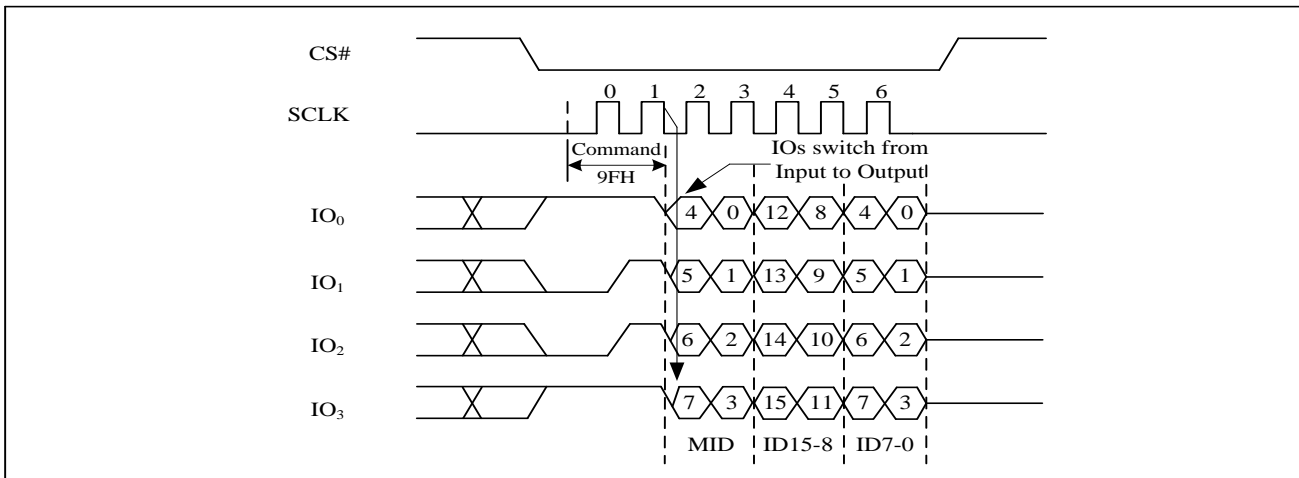 CS#
0 1 2 3 4 5 6
SCLK
Command
9FH
IOs switch from
Input to Output
IO₀
4 0 12 8 4 0
IO₁
5 1 13 9 5 1
IO₂
6 2 14 10 6 2
IO₃
7 3 15 11 7 3
MID ID15-8 ID7-0